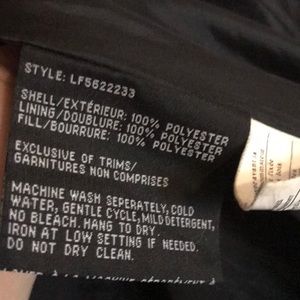 STYLE: LF5622233
SHELL/EXTÉRIEUR: 100% POLYESTER
LINING/DOUBLURE: 100% POLYESTER
FILL/BOURRURE: 100% POLYESTER
EXCLUSIVE OF TRIMS/
GARNITURES NON COMPRISES
MACHINE WASH SEPERATELY, COLD
WATER, GENTLE CYCLE, MILD DETERGENT,
NO BLEACH. HANG TO DRY.
IRON AT LOW SETTING IF NEEDED.
DO NOT DRY CLEAN.